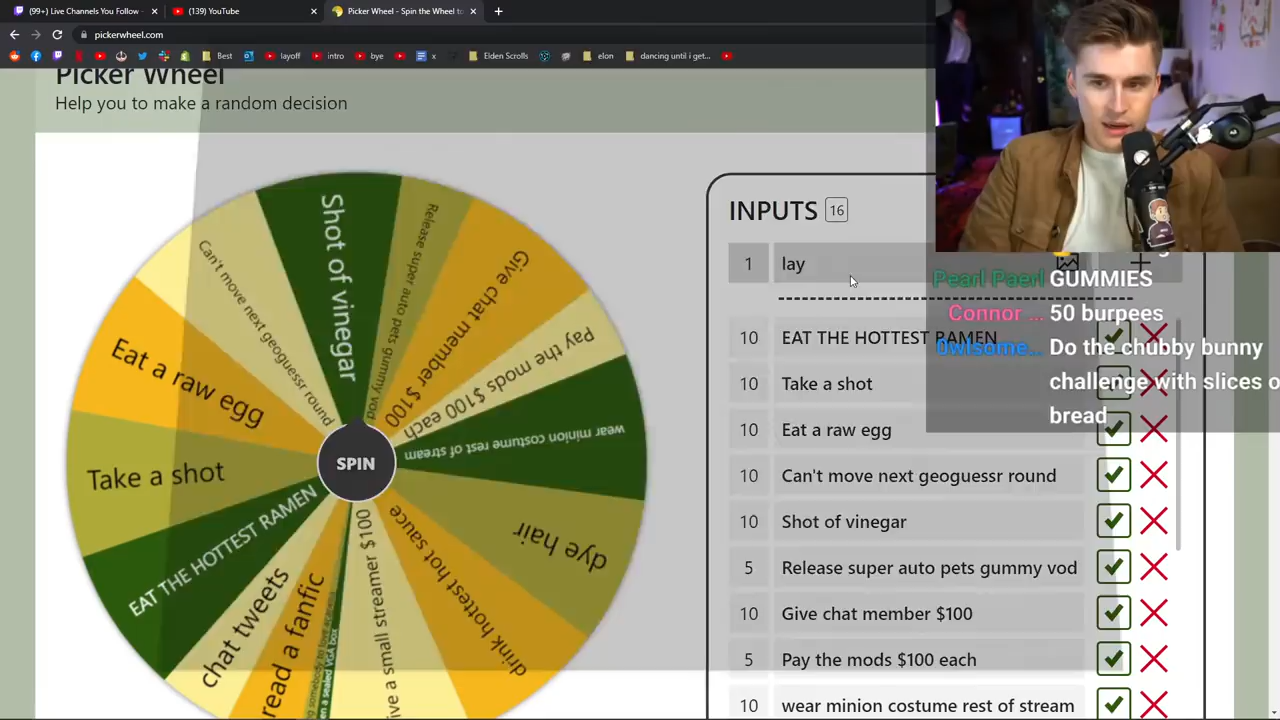 (99+) Live Channels You Follow -
(139) YouTube
Picker Wheel - Spin the Wheel to
pickerwheel.com
Best
layoff
intro
bye
x
Elden Scrolls
elon
dancing until i get...
Picker Wheel
Help you to make a random decision
Shot of vinegar
Release super auto pets gummy vod
Give chat member $100
Pay the mods $100 each
wear minion costume rest of stream
dye hair
drink hottest hot sauce
ive a small streamer $100
read a fanfic
chat tweets
EAT THE HOTTEST RAMEN
Take a shot
Eat a raw egg
Can't move next geoguessr round
SPIN
INPUTS 16
1 lay
10 EAT THE HOTTEST RAMEN
10 Take a shot
10 Eat a raw egg
10 Can't move next geoguessr round
10 Shot of vinegar
5 Release super auto pets gummy vod
10 Give chat member $100
5 Pay the mods $100 each
10 wear minion costume rest of stream
Pearl Paerl GUMMIES
Connor ... 50 burpees
0wlsome... Do the chubby bunny
challenge with slices o
bread